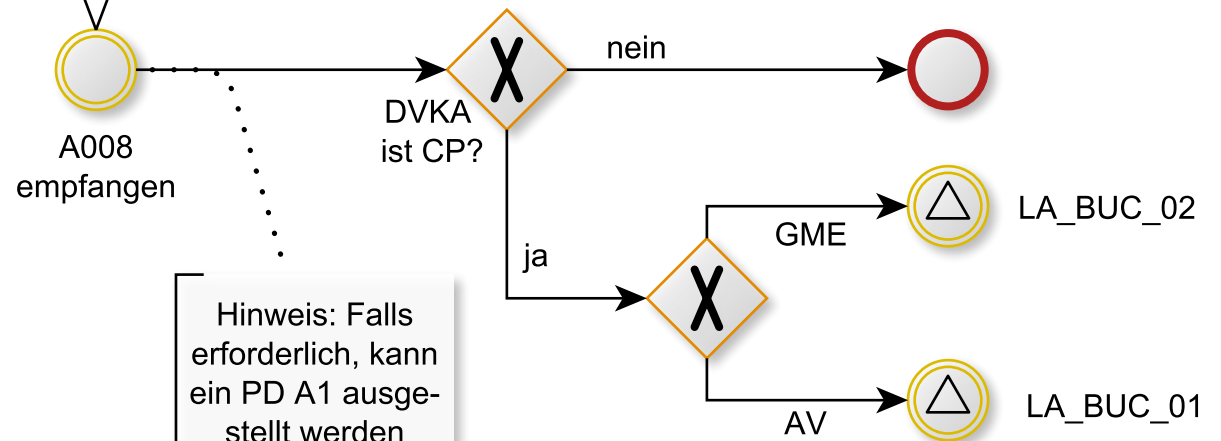 nein
DVKA
ist CP?
A008
empfangen
LA_BUC_02
GME
ja
Hinweis: Falls
erforderlich, kann
ein PD A1 ausge-
stellt werden
LA_BUC_01
AV